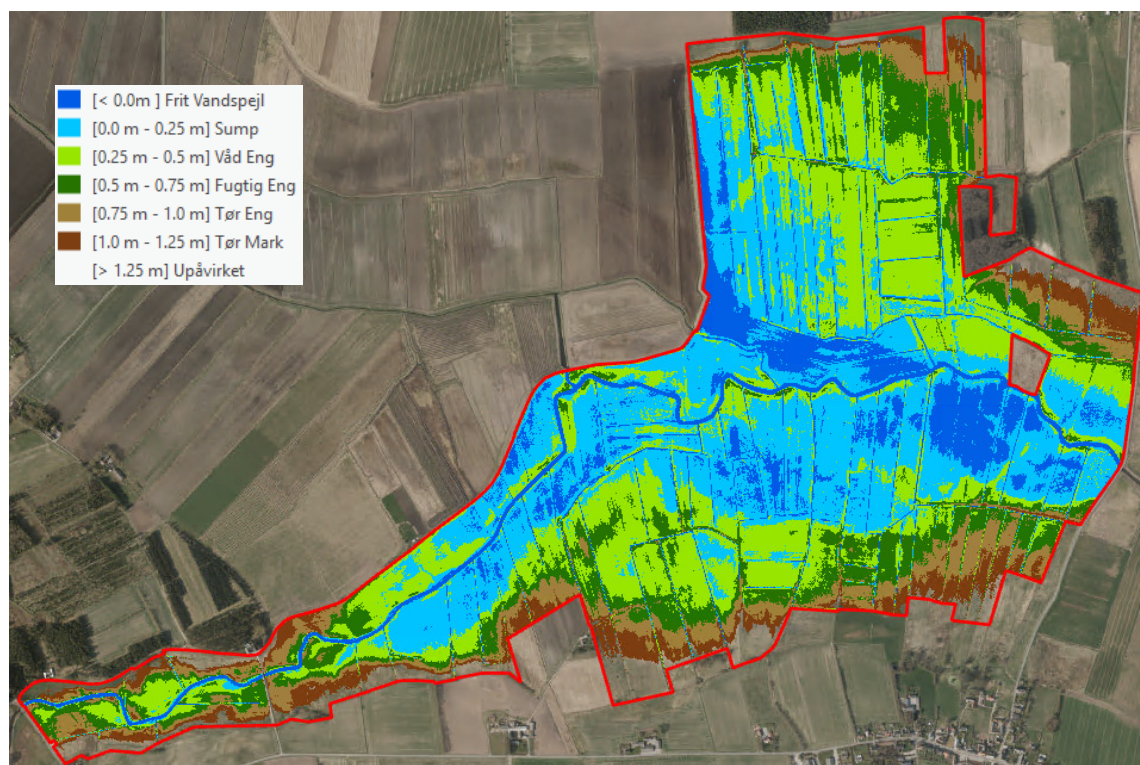 [< 0.0m ] Frit Vandspejl
[0.0 m - 0.25 m] Sump
[0.25 m - 0.5 m] Våd Eng
[0.5 m - 0.75 m] Fugtig Eng
[0.75 m - 1.0 m] Tør Eng
[1.0 m - 1.25 m] Tør Mark
[> 1.25 m] Upåvirket